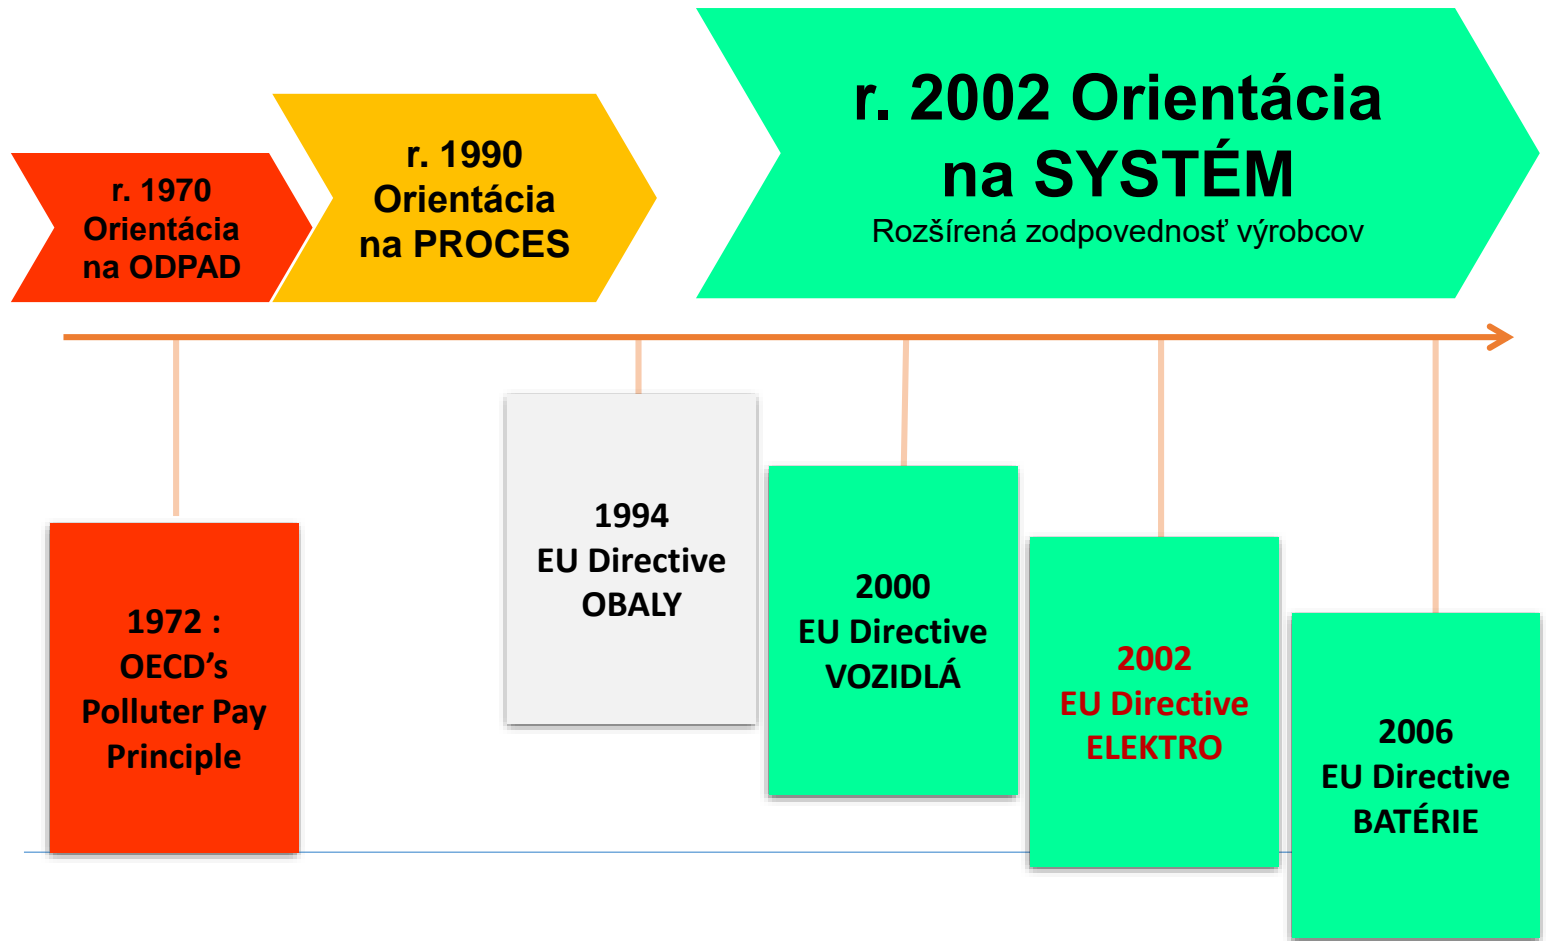 r. 1970
Orientácia
na ODPAD
r. 1990
Orientácia
na PROCES
r. 2002 Orientácia
na SYSTÉM
Rozšírená zodpovednosť výrobcov
1972 :
OECD’s
Polluter Pay
Principle
1994
EU Directive
OBALY
2000
EU Directive
VOZIDLÁ
2002
EU Directive
ELEKTRO
2006
EU Directive
BATÉRIE